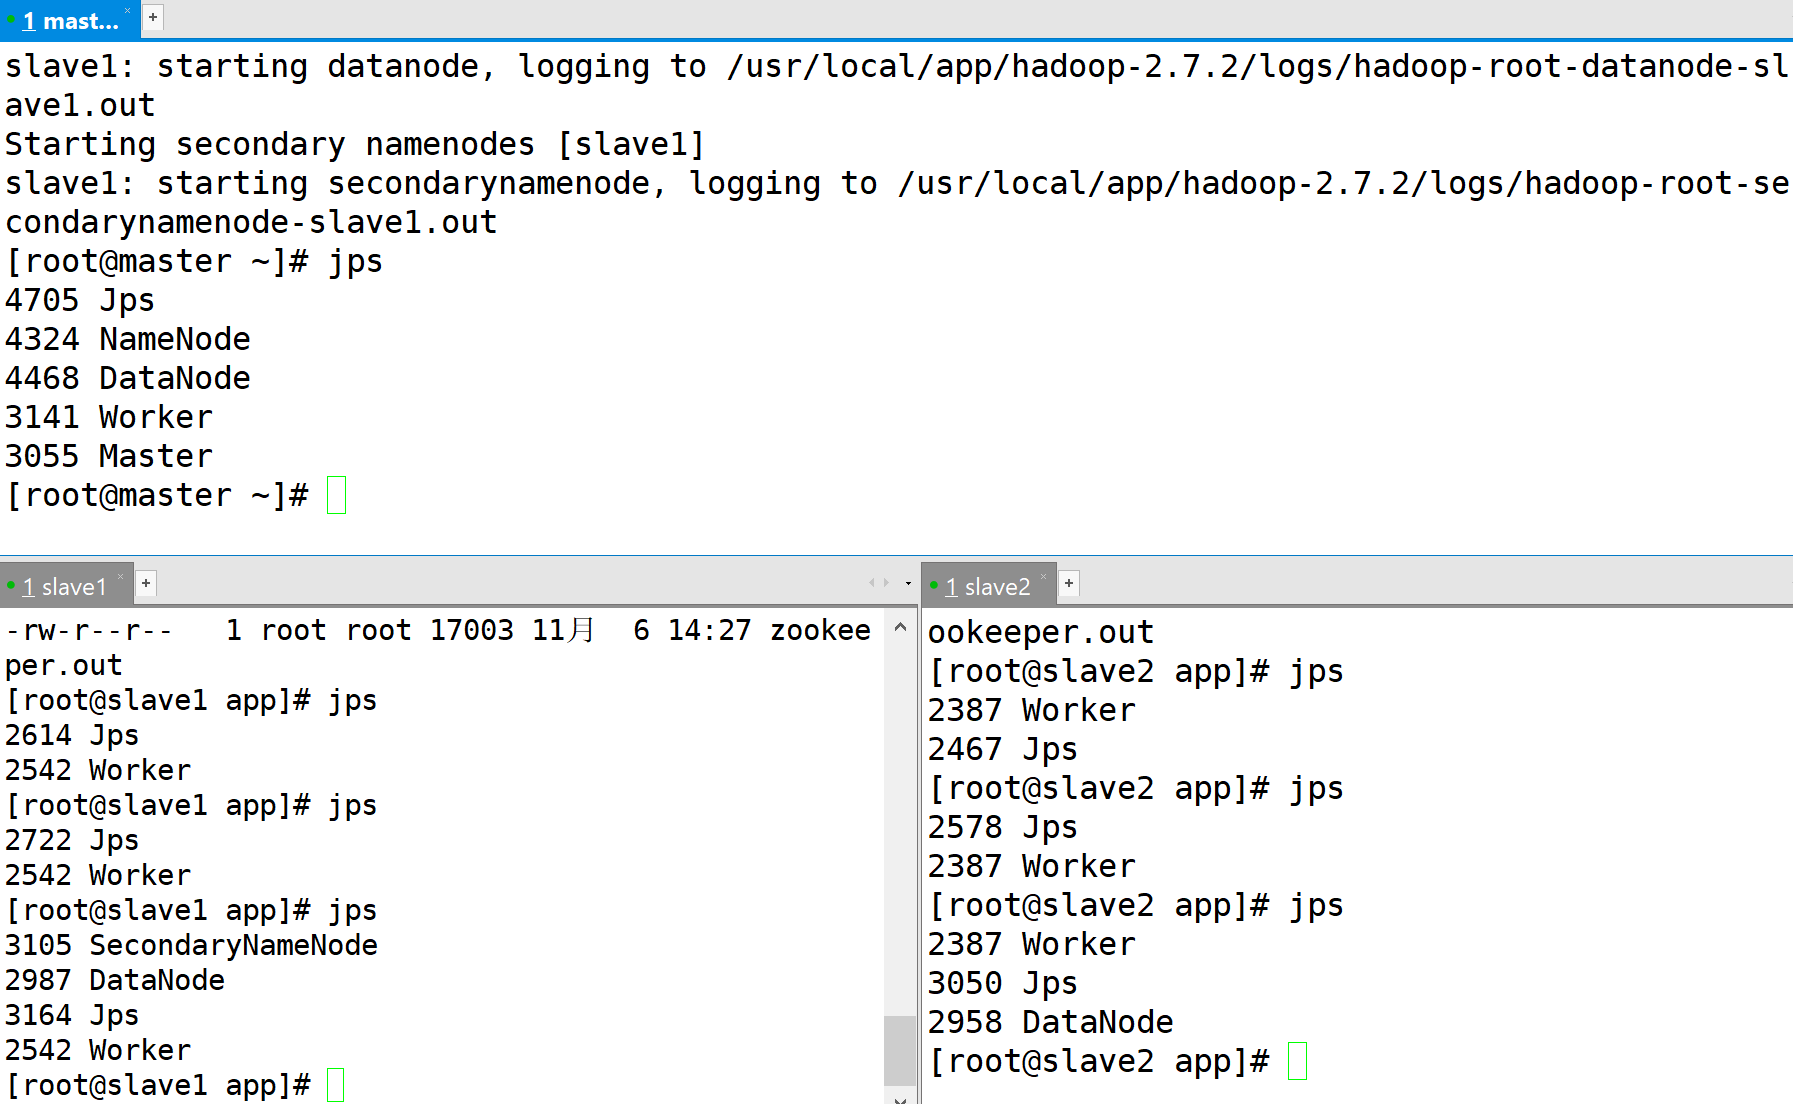 1 mast...
slave1: starting datanode, logging to /usr/local/app/hadoop-2.7.2/logs/hadoop-root-datanode-sl
ave1.out
Starting secondary namenodes [slave1]
slave1: starting secondarynamenode, logging to /usr/local/app/hadoop-2.7.2/logs/hadoop-root-se
condarynamenode-slave1.out
[root@master ~]# jps
4705 Jps
4324 NameNode
4468 DataNode
3141 Worker
3055 Master
[root@master ~]#
1 slave1
-rw-r--r--   1 root root 17003 11月  6 14:27 zookee
per.out
[root@slave1 app]# jps
2614 Jps
2542 Worker
[root@slave1 app]# jps
2722 Jps
2542 Worker
[root@slave1 app]# jps
3105 SecondaryNameNode
2987 DataNode
3164 Jps
2542 Worker
[root@slave1 app]#
1 slave2
ookeeper.out
[root@slave2 app]# jps
2387 Worker
2467 Jps
[root@slave2 app]# jps
2578 Jps
2387 Worker
[root@slave2 app]# jps
2387 Worker
3050 Jps
2958 DataNode
[root@slave2 app]#